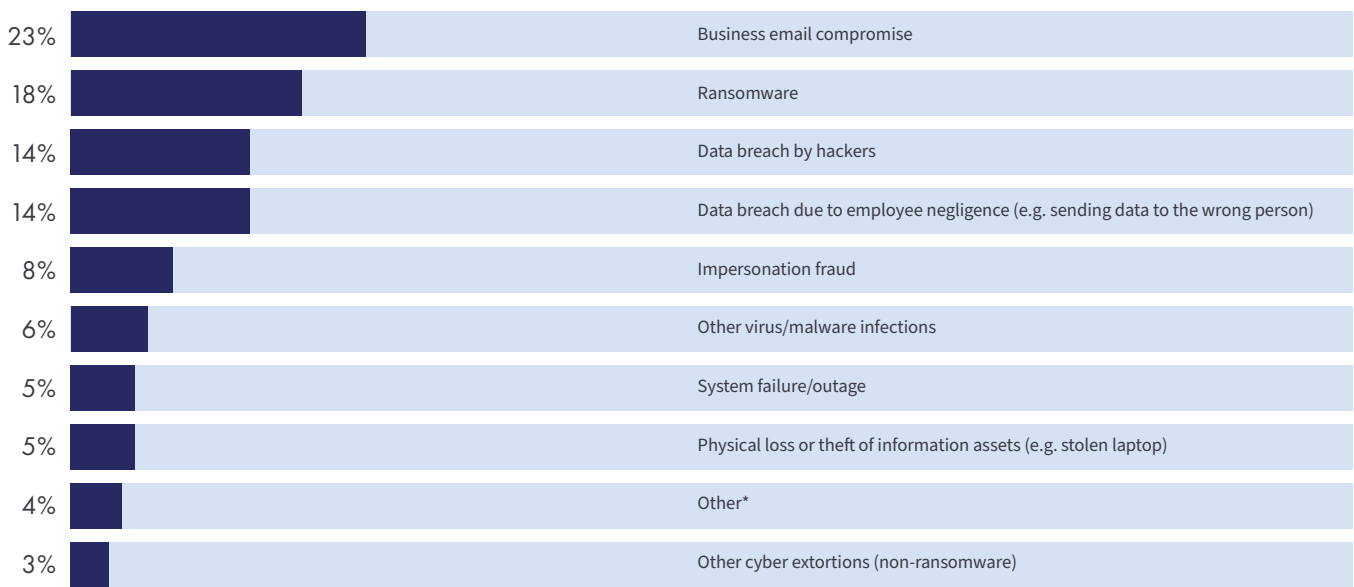 23% Business email compromise
18% Ransomware
14% Data breach by hackers
14% Data breach due to employee negligence (e.g. sending data to the wrong person)
8% Impersonation fraud
6% Other virus/malware infections
5% System failure/outage
5% Physical loss or theft of information assets (e.g. stolen laptop)
4% Other*
3% Other cyber extortions (non-ransomware)